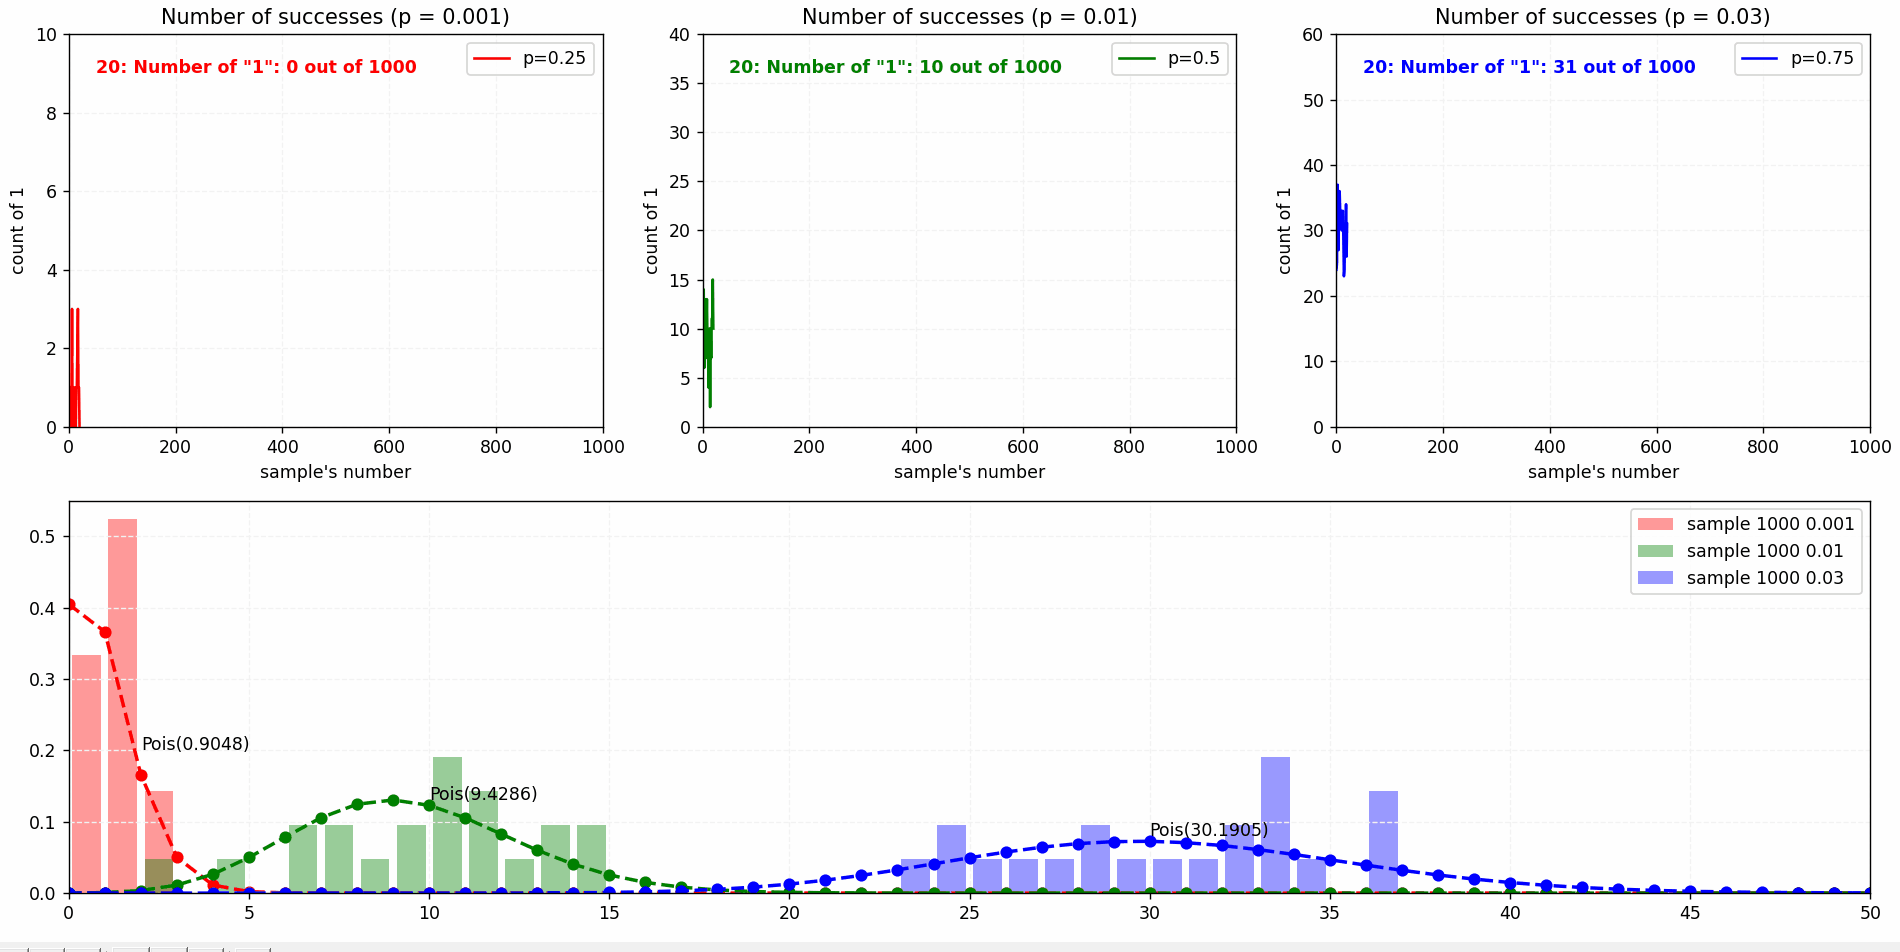 Number of successes (p = 0.001)
10
8
6
4
2
0
count of 1
20: Number of "1": 0 out of 1000
p=0.25
0 200 400 600 800 1000
sample's number
Number of successes (p = 0.01)
40
35
30
25
20
15
10
5
0
count of 1
20: Number of "1": 10 out of 1000
p=0.5
0 200 400 600 800 1000
sample's number
Number of successes (p = 0.03)
60
50
40
30
20
10
0
count of 1
20: Number of "1": 31 out of 1000
p=0.75
0 200 400 600 800 1000
sample's number
0.5
0.4
0.3
0.2
0.1
0.0
sample 1000 0.001
sample 1000 0.01
sample 1000 0.03
Pois(0.9048)
Pois(9.4286)
Pois(30.1905)
0 5 10 15 20 25 30 35 40 45 50